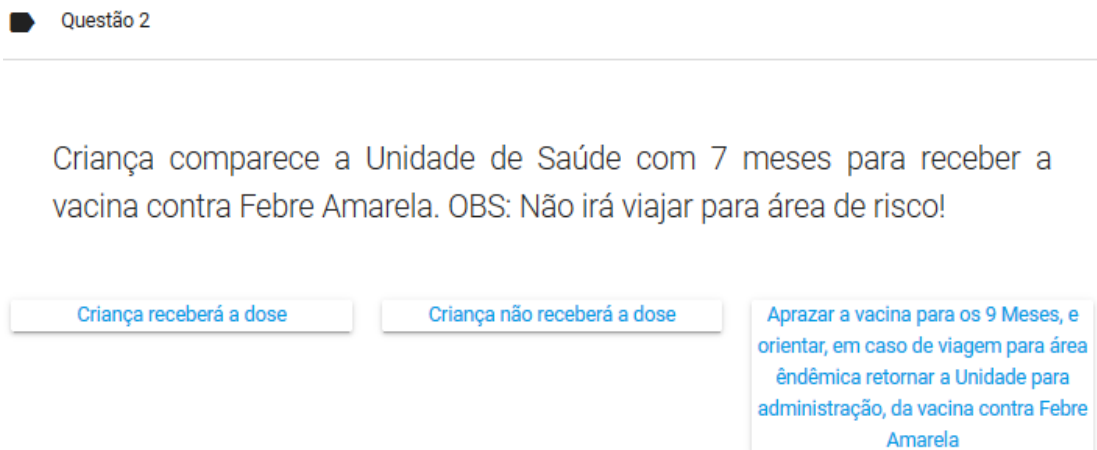 Questão 2
Criança comparece a Unidade de Saúde com 7 meses para receber a
vacina contra Febre Amarela. OBS: Não irá viajar para área de risco!
Criança receberá a dose
Criança não receberá a dose
Aprazar a vacina para os 9 Meses, e
orientar, em caso de viagem para área
êndêmica retornar a Unidade para
administração, da vacina contra Febre
Amarela